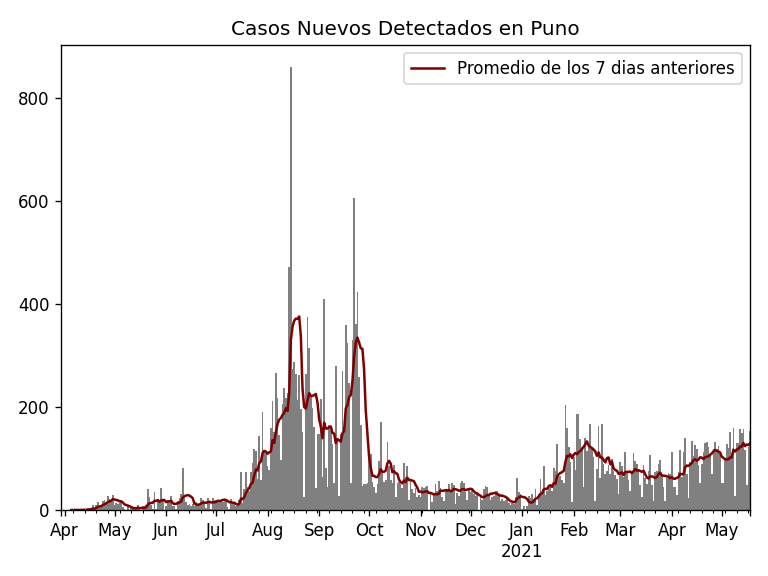 Casos Nuevos Detectados en Puno
Promedio de los 7 dias anteriores
800
600
400
200
0
Apr May Jun Jul Aug Sep Oct Nov Dec Jan Feb Mar Apr May
2021